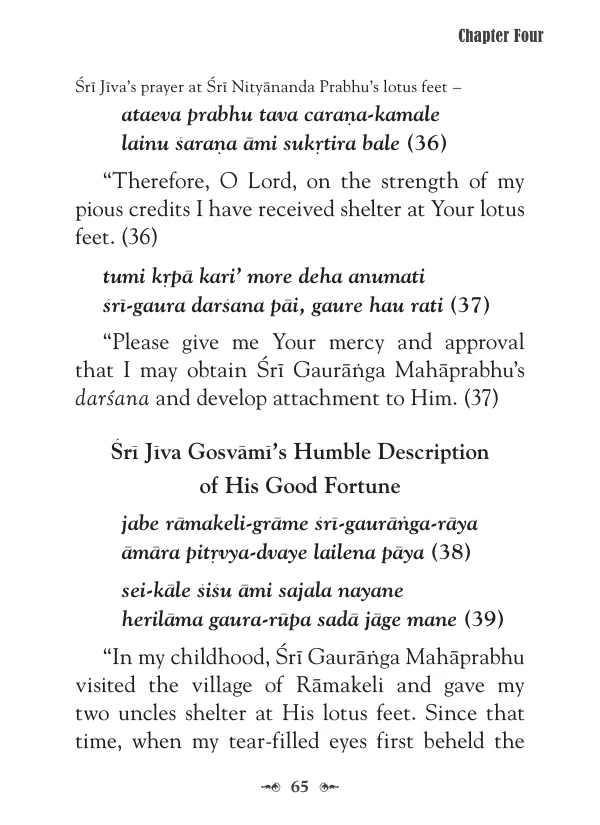 Chapter Four
Śrī Jīva’s prayer at Śrī Nityānanda Prabhu’s lotus feet –
ataeva prabhu tava caraṇa-kamale
lainu śaraṇa āmi sukṛtira bale (36)
“Therefore, O Lord, on the strength of my
pious credits I have received shelter at Your lotus
feet. (36)
tumi kṛpā kari’ more deha anumati
śrī-gaura darśana pāi, gaure hau rati (37)
“Please give me Your mercy and approval
that I may obtain Śrī Gaurāṅga Mahāprabhu’s
darśana and develop attachment to Him. (37)
Śrī Jīva Gosvāmī’s Humble Description
of His Good Fortune
jabe rāmakeli-grāme śrī-gaurāṅga-rāya
āmāra pitṛvya-dvaye lailena pāya (38)
sei-kāle śiśu āmi sajala nayane
herilāma gaura-rūpa sadā jāge mane (39)
“In my childhood, Śrī Gaurāṅga Mahāprabhu
visited the village of Rāmakeli and gave my
two uncles shelter at His lotus feet. Since that
time, when my tear-filled eyes first beheld the
65